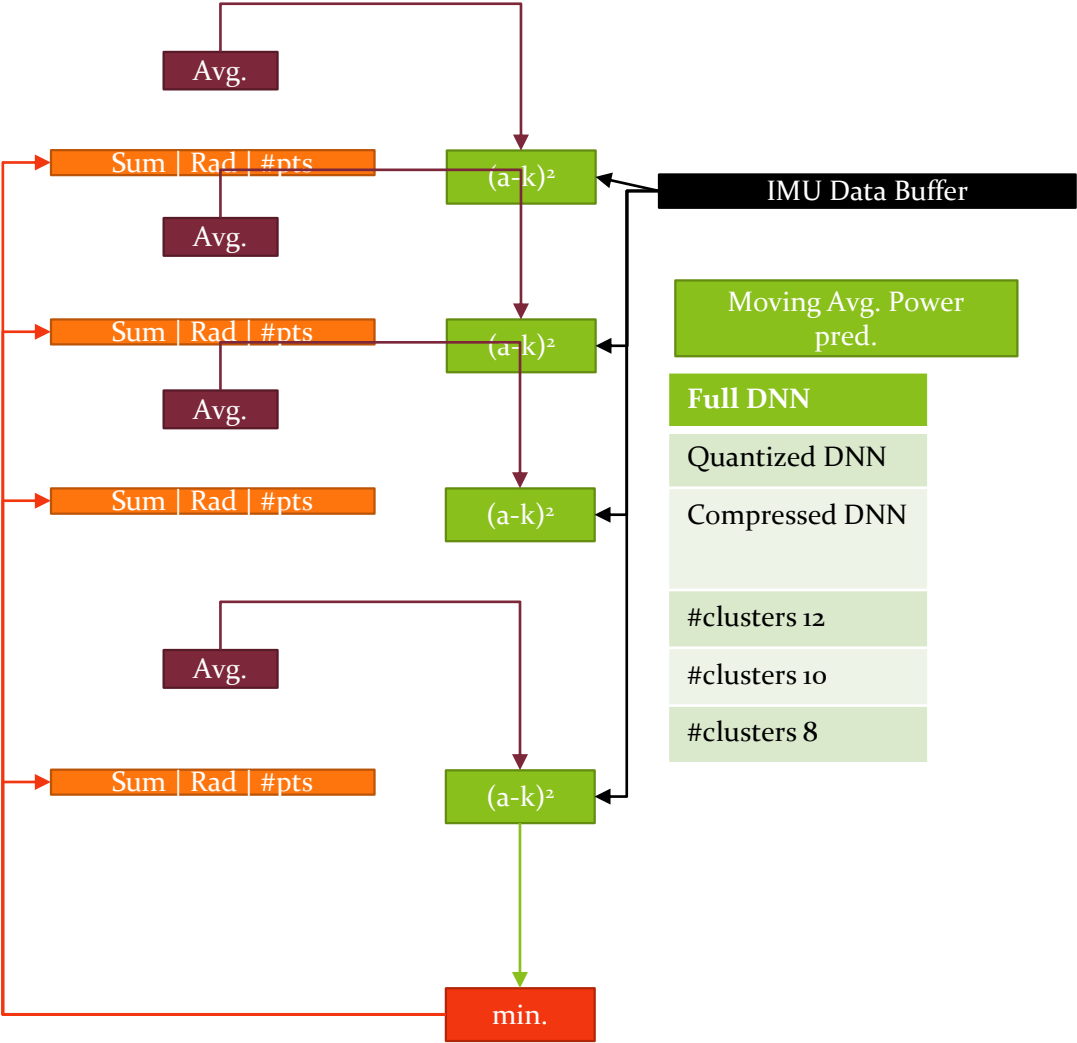 Avg.
Sum | Rad | #pts
(a-k)²
IMU Data Buffer
Avg.
Moving Avg. Power
pred.
Sum | Rad | #pts
(a-k)²
Avg.
Full DNN
Quantized DNN
Sum | Rad | #pts
(a-k)²
Compressed DNN
#clusters 12
Avg.
#clusters 10
#clusters 8
Sum | Rad | #pts
(a-k)²
min.